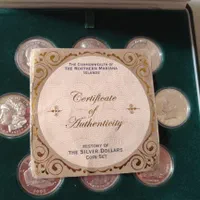 The Commonwealth of
The Northern Mariana
Islands
Certificate
of
Authenticity
History of
The Silver Dollars
Coin Set